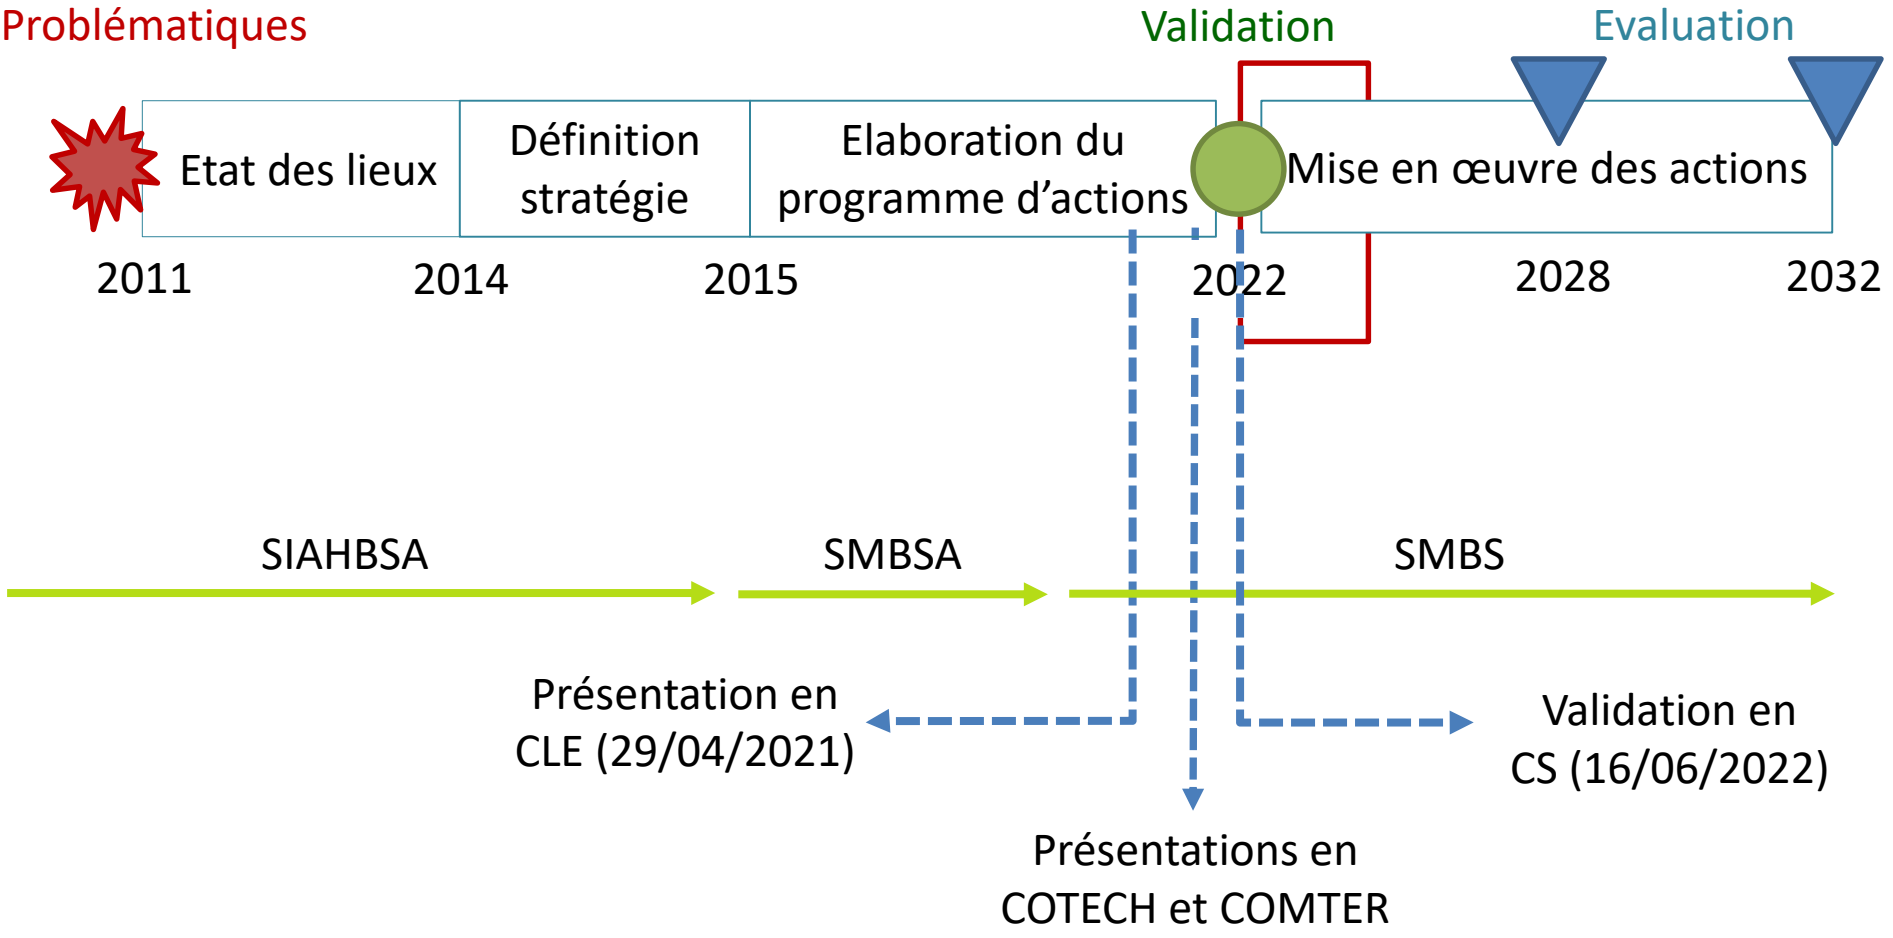 Problématiques
Validation
Evaluation
Etat des lieux
Définition
stratégie
Elaboration du
programme d’actions
Mise en œuvre des actions
2011
2014
2015
2022
2028
2032
SIAHBSA
SMBSA
SMBS
Présentation en
CLE (29/04/2021)
Validation en
CS (16/06/2022)
Présentations en
COTECH et COMTER